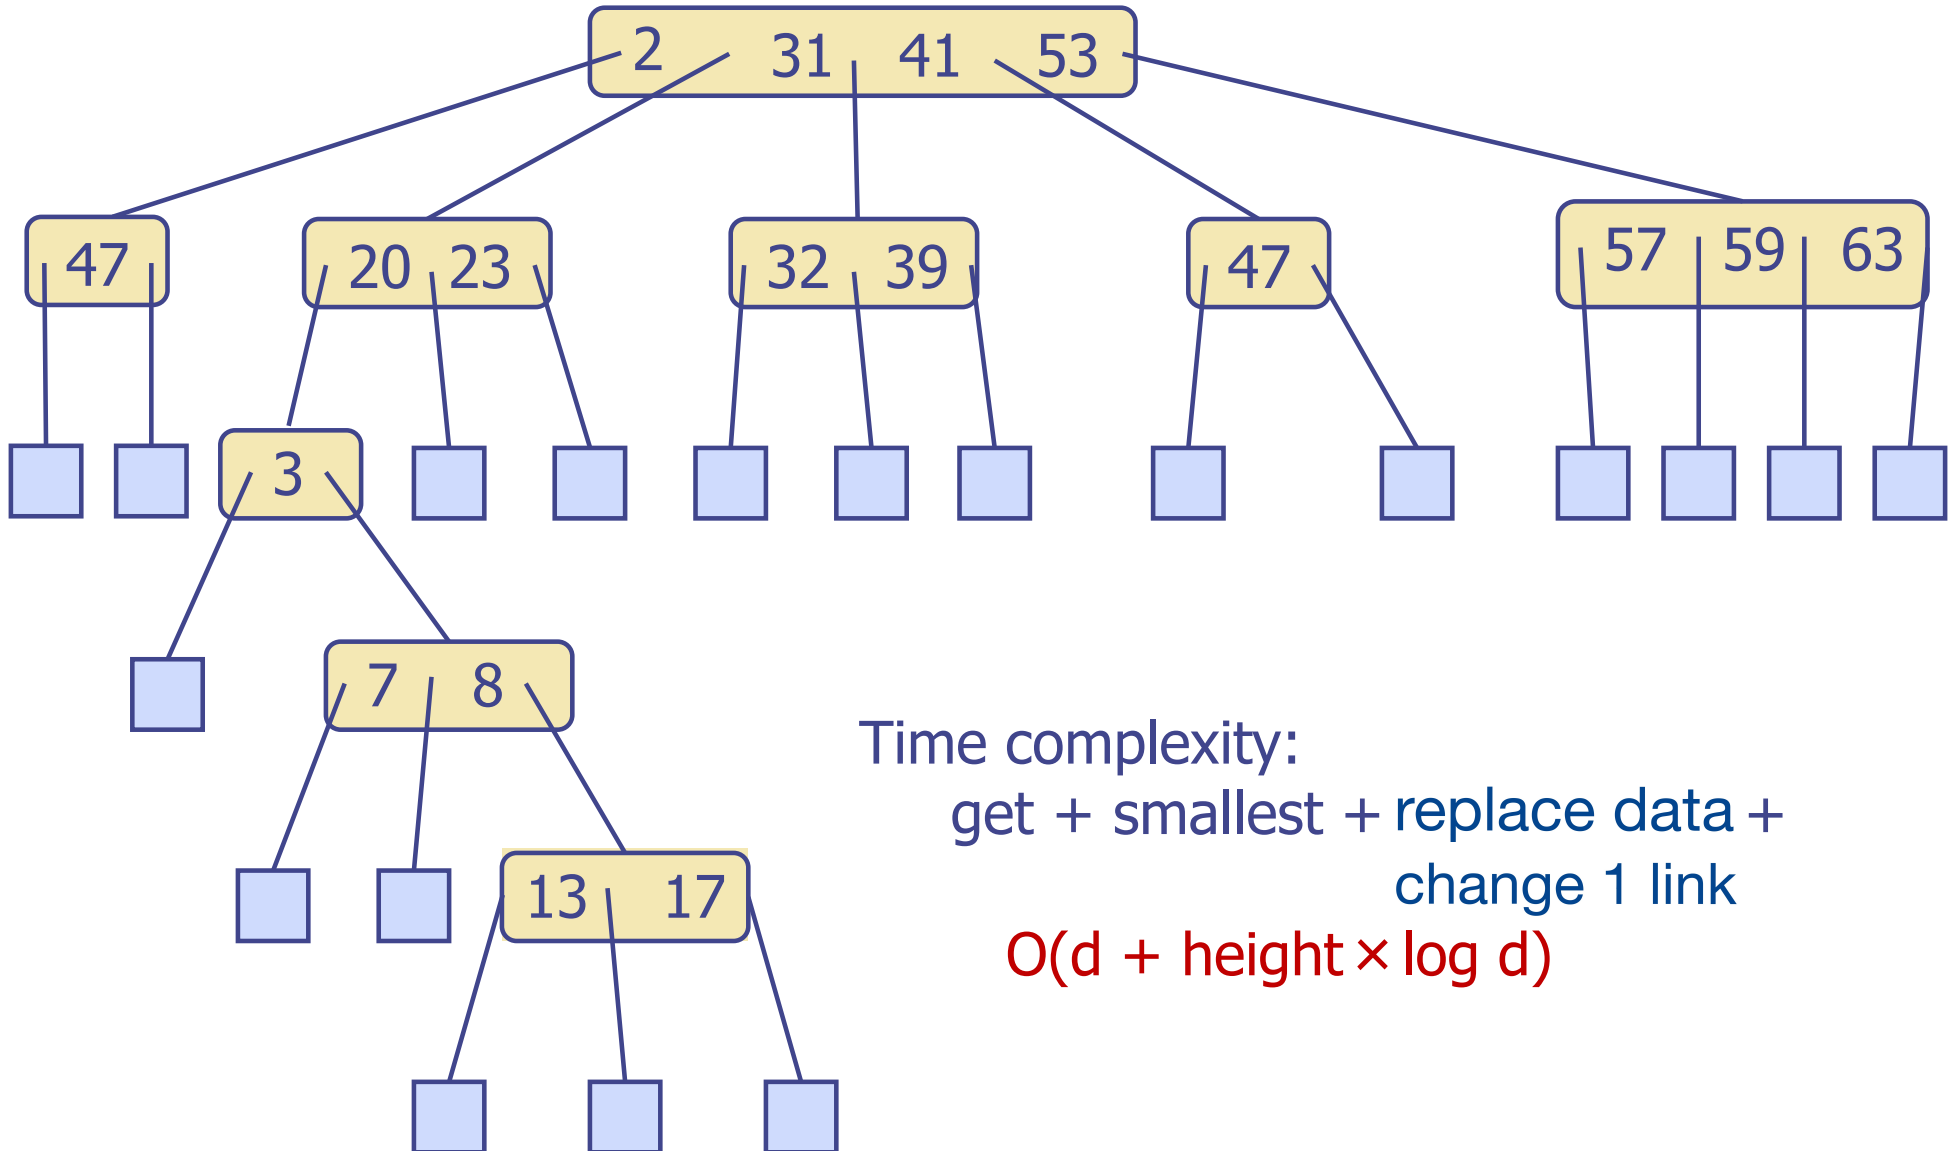 2 31 41 53
47 20 23 32 39 47 57 59 63
3
7 8
Time complexity:
get + smallest + replace data +
change 1 link
13 17
O(d + height × log d)